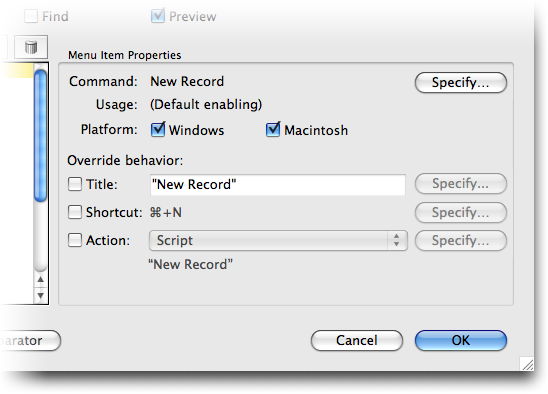 Find Preview
Menu Item Properties
Command: New Record Specify...
Usage: (Default enabling)
Platform: Windows Macintosh
Override behavior:
Title: "New Record" Specify...
Shortcut: ⌘+N Specify...
Action: Script Specify...
“New Record”
Cancel OK